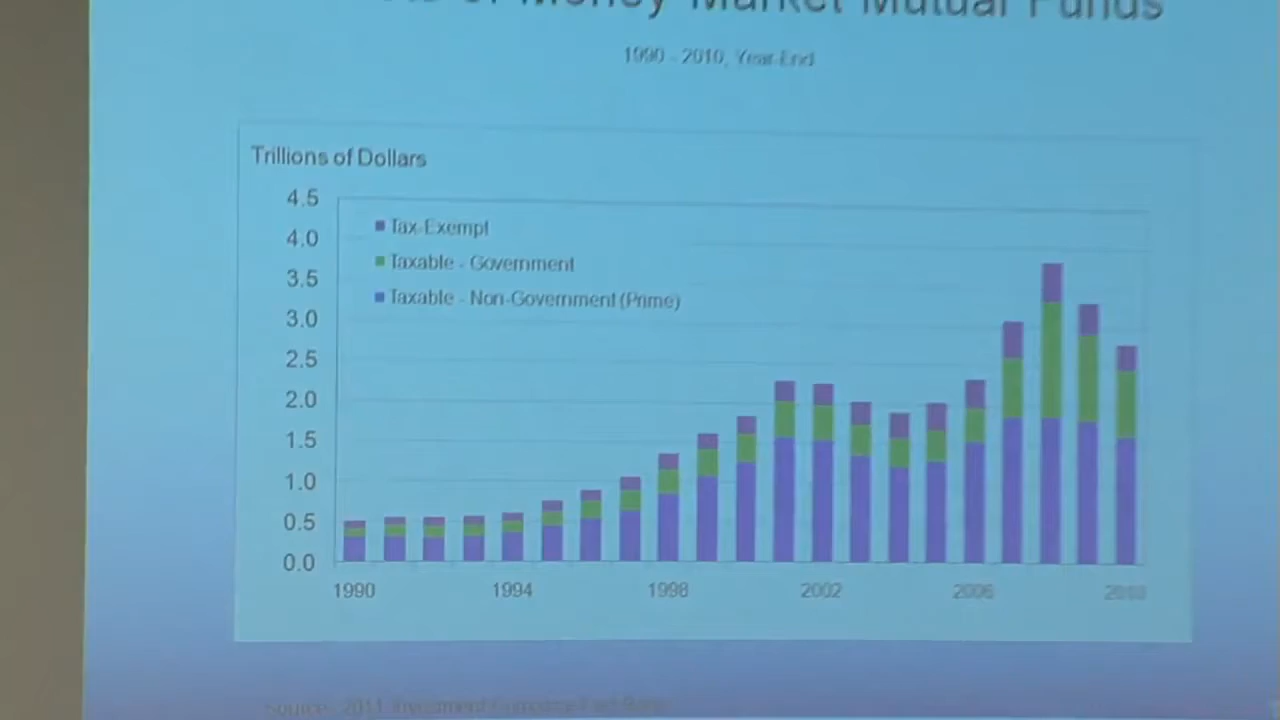 of Money Market Mutual Funds
1990 - 2010, Year-End
Trillions of Dollars
4.5
4.0
3.5
3.0
2.5
2.0
1.5
1.0
0.5
0.0
Tax-Exempt
Taxable - Government
Taxable - Non-Government (Prime)
1990 1994 1998 2002 2006 2010
Source: 2011 Investment Company Fact Book